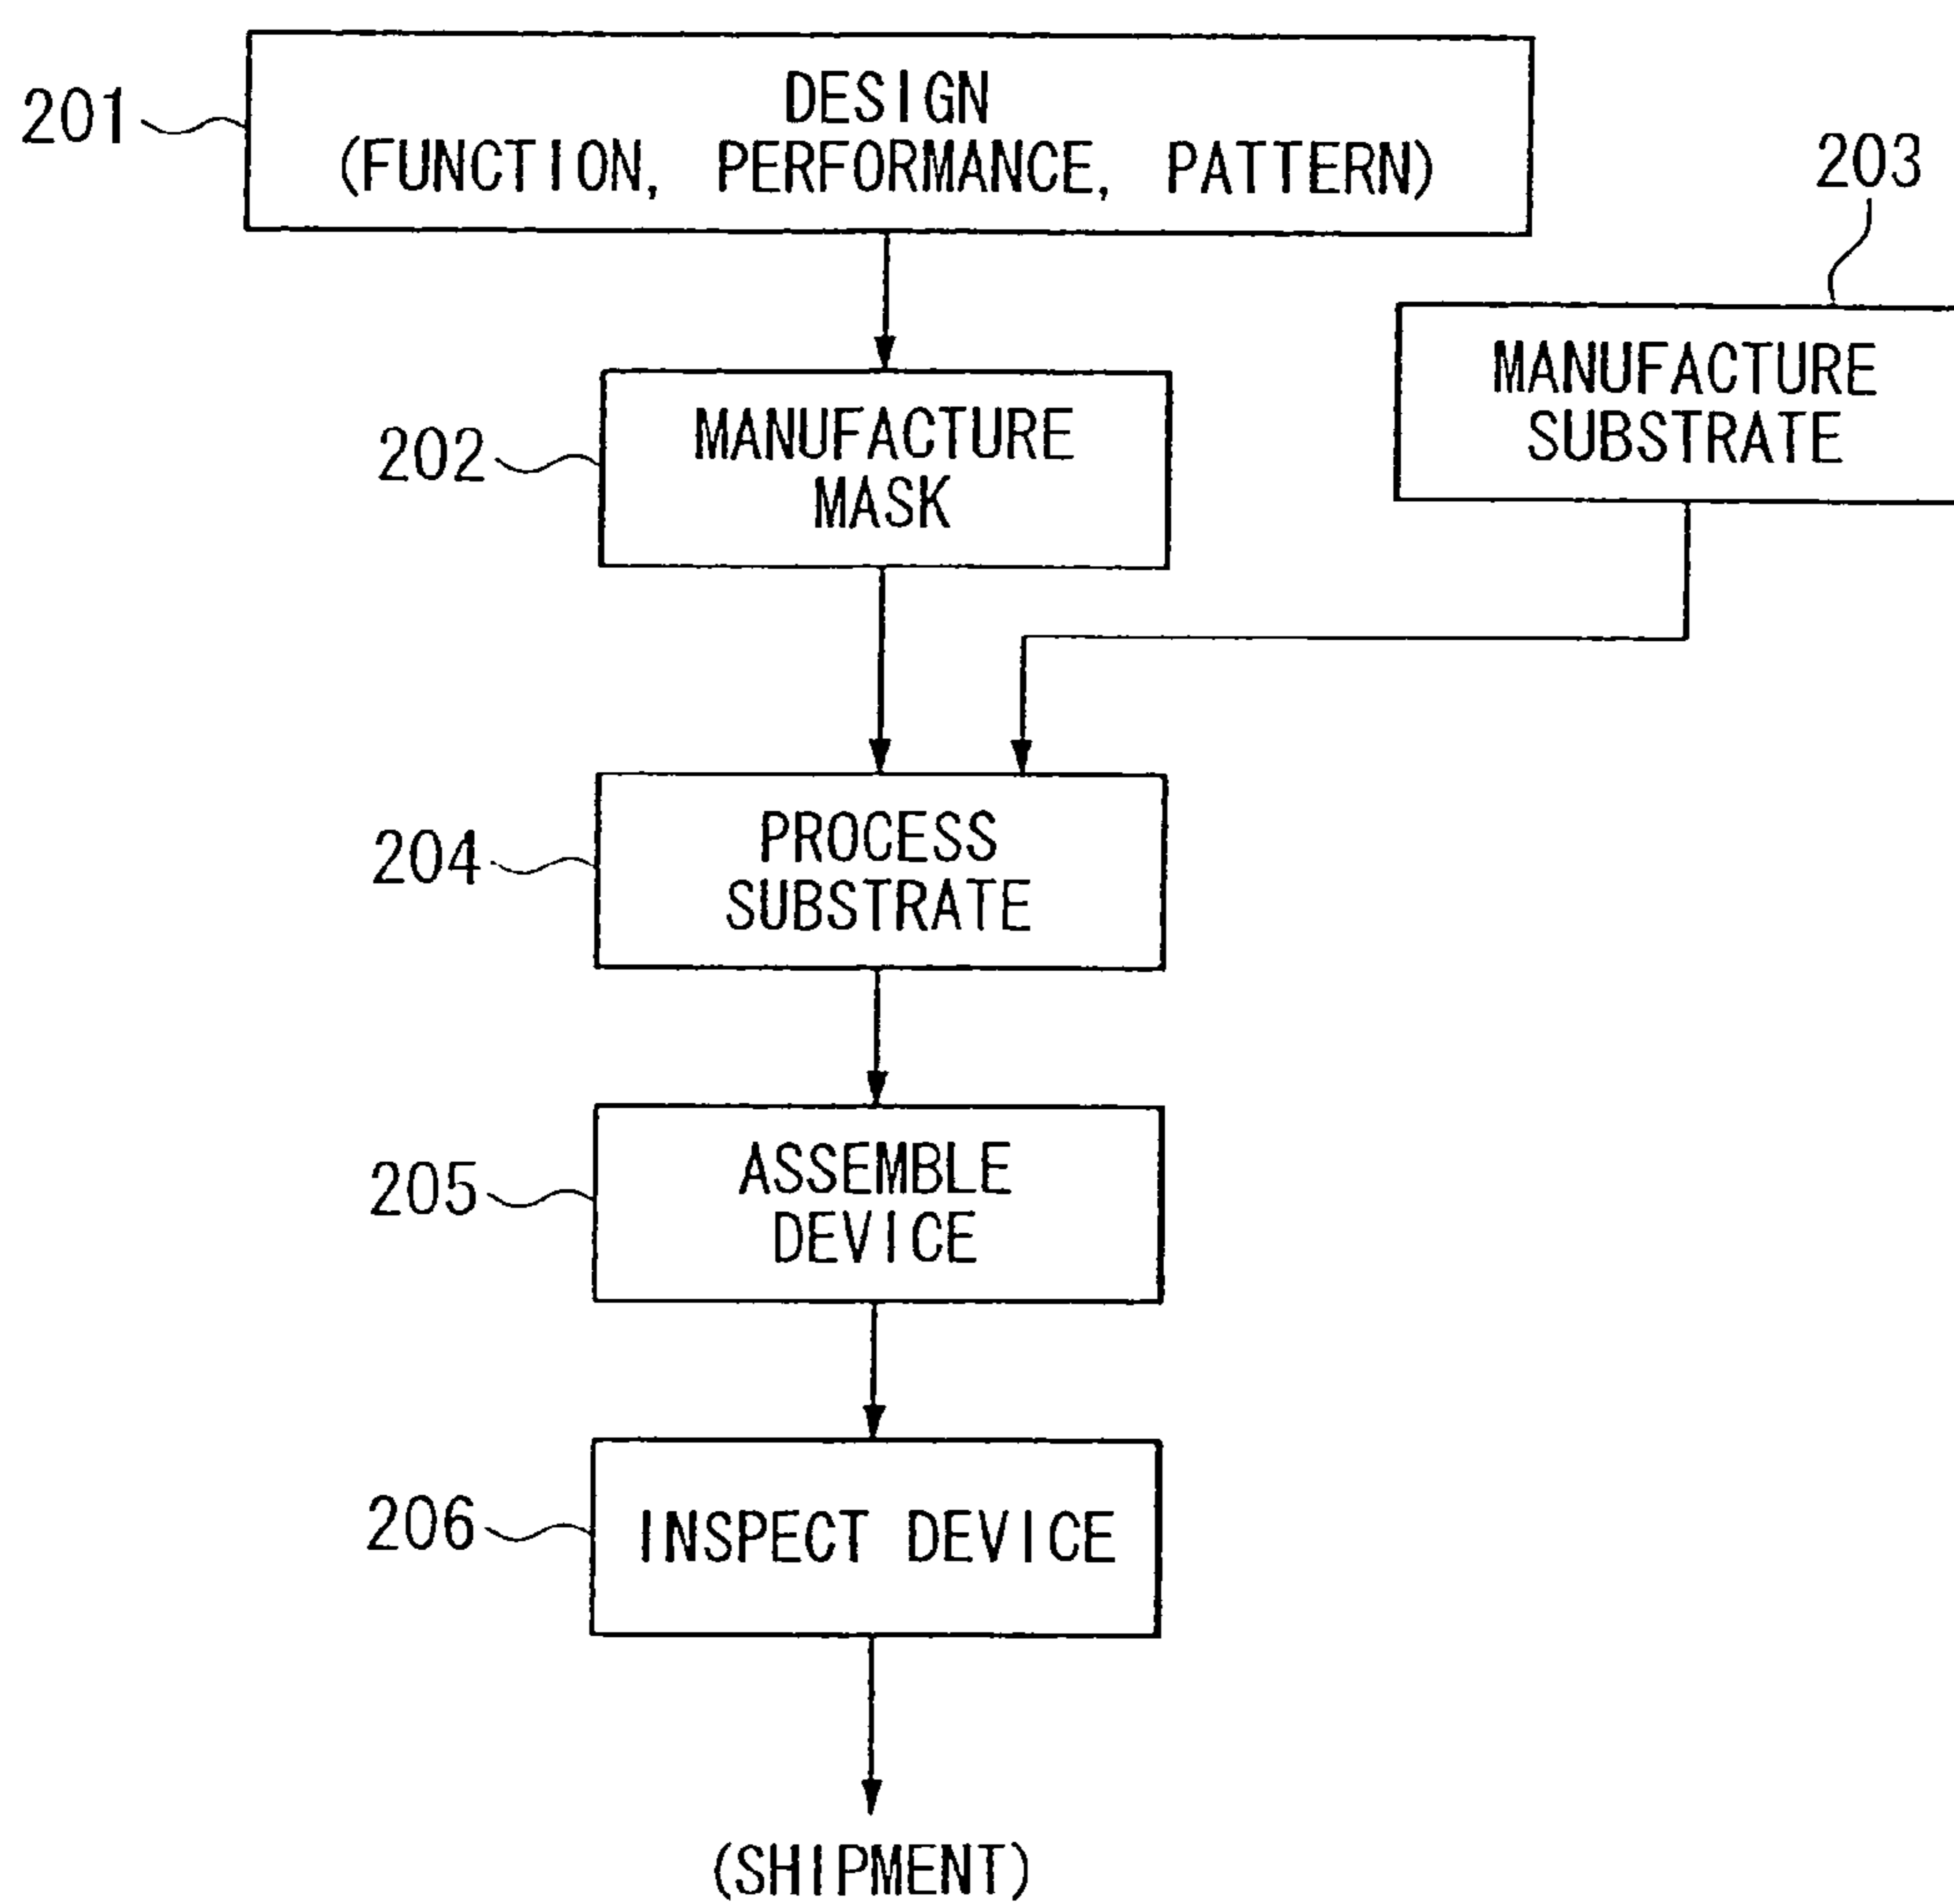 201
DESIGN
(FUNCTION, PERFORMANCE, PATTERN)
203
MANUFACTURE
SUBSTRATE
202
MANUFACTURE
MASK
204
PROCESS
SUBSTRATE
205
ASSEMBLE
DEVICE
206
INSPECT DEVICE
(SHIPMENT)